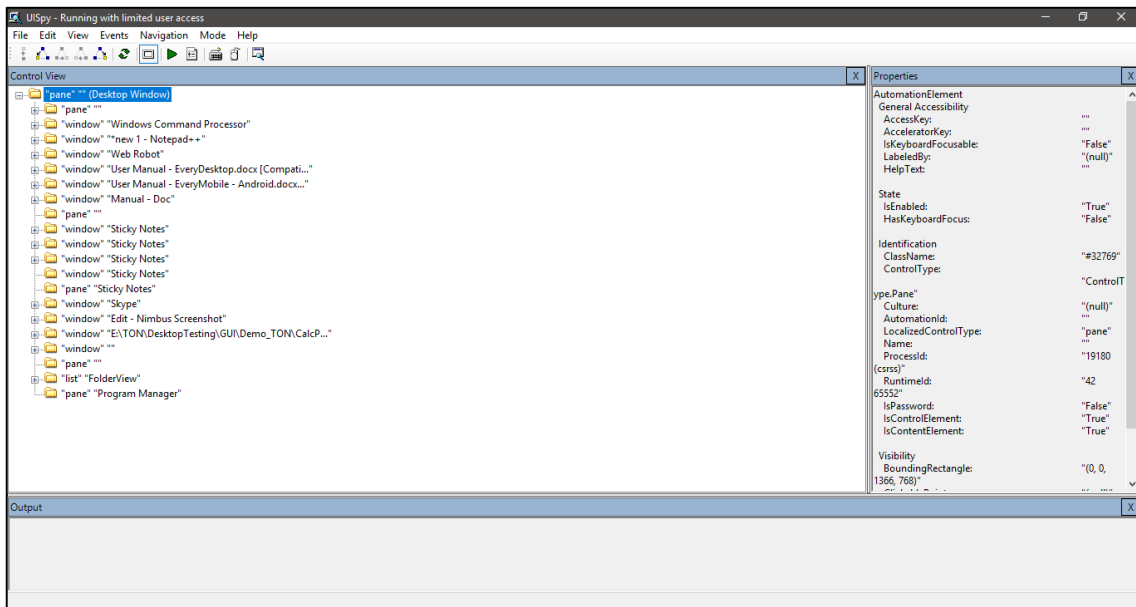 UISpy - Running with limited user access
File Edit View Events Navigation Mode Help
Control View X
"pane" "" (Desktop Window)
"pane" ""
"window" "Windows Command Processor"
"window" "*new 1 - Notepad++"
"window" "Web Robot"
"window" "User Manual - EveryDesktop.docx [Compati..."
"window" "User Manual - EveryMobile - Android.docx..."
"window" "Manual - Doc"
"pane" ""
"window" "Sticky Notes"
"window" "Sticky Notes"
"window" "Sticky Notes"
"window" "Sticky Notes"
"pane" "Sticky Notes"
"window" "Skype"
"window" "Edit - Nimbus Screenshot"
"window" "E:\TON\DesktopTesting\GUI\Demo_TON\CalcP..."
"window" ""
"pane" ""
"list" "FolderView"
"pane" "Program Manager"
Properties X
AutomationElement
General Accessibility
AccessKey: ""
AcceleratorKey: ""
IsKeyboardFocusable: "False"
LabeledBy: "(null)"
HelpText: ""
State
IsEnabled: "True"
HasKeyboardFocus: "False"
Identification
ClassName: "#32769"
ControlType:
"ControlT
ype.Pane"
Culture: "(null)"
AutomationId: ""
LocalizedControlType: "pane"
Name: ""
ProcessId: "19180
(csrss)"
RuntimeId: "42
65552"
IsPassword: "False"
IsControlElement: "True"
IsContentElement: "True"
Visibility
BoundingRectangle: "(0, 0,
1366, 768)"
Output X